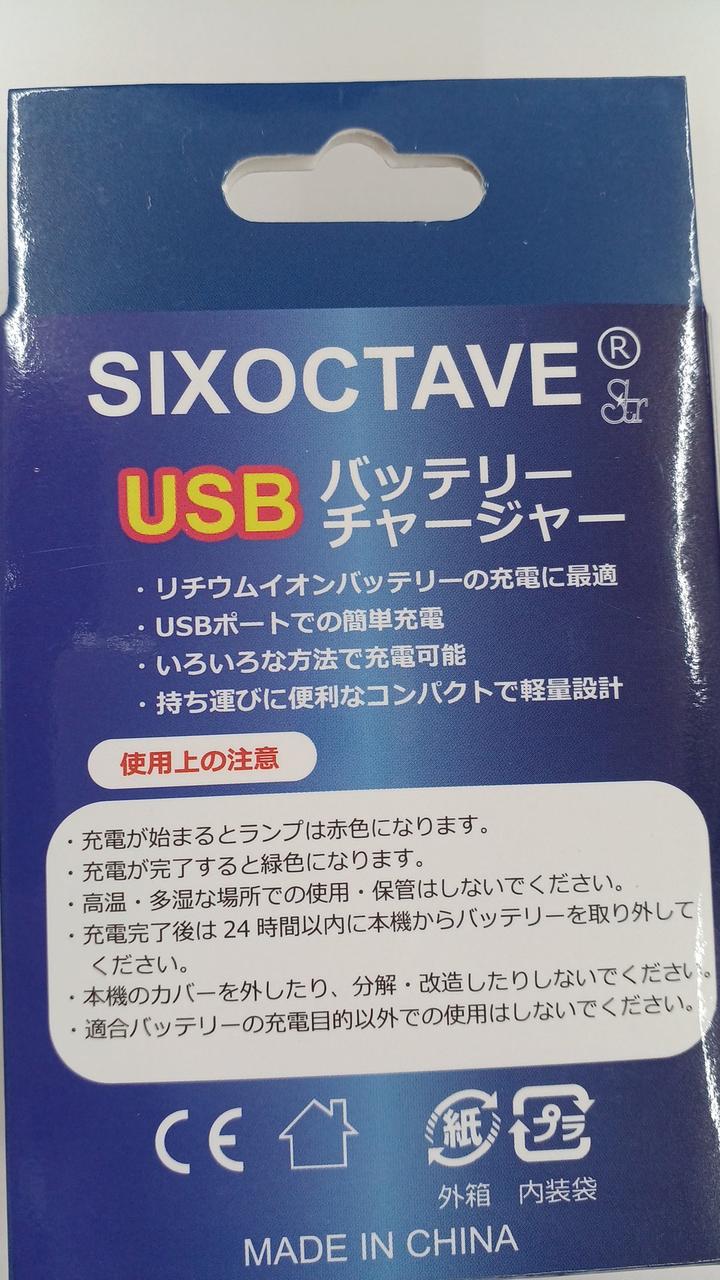 SIXOCTAVE®
Str
USB バッテリー
チャージャー
・リチウムイオンバッテリーの充電に最適
・USBポートでの簡単充電
・いろいろな方法で充電可能
・持ち運びに便利なコンパクトで軽量設計
使用上の注意
・充電が始まるとランプは赤色になります。
・充電が完了すると緑色になります。
・高温・多湿な場所での使用・保管はしないでください。
・充電完了後は 24 時間以内に本機からバッテリーを取り外して
ください。
・本機のカバーを外したり、分解・改造したりしないでください。
・適合バッテリーの充電目的以外での使用はしないでください。
CE 紙 プラ
外箱 内装袋
MADE IN CHINA